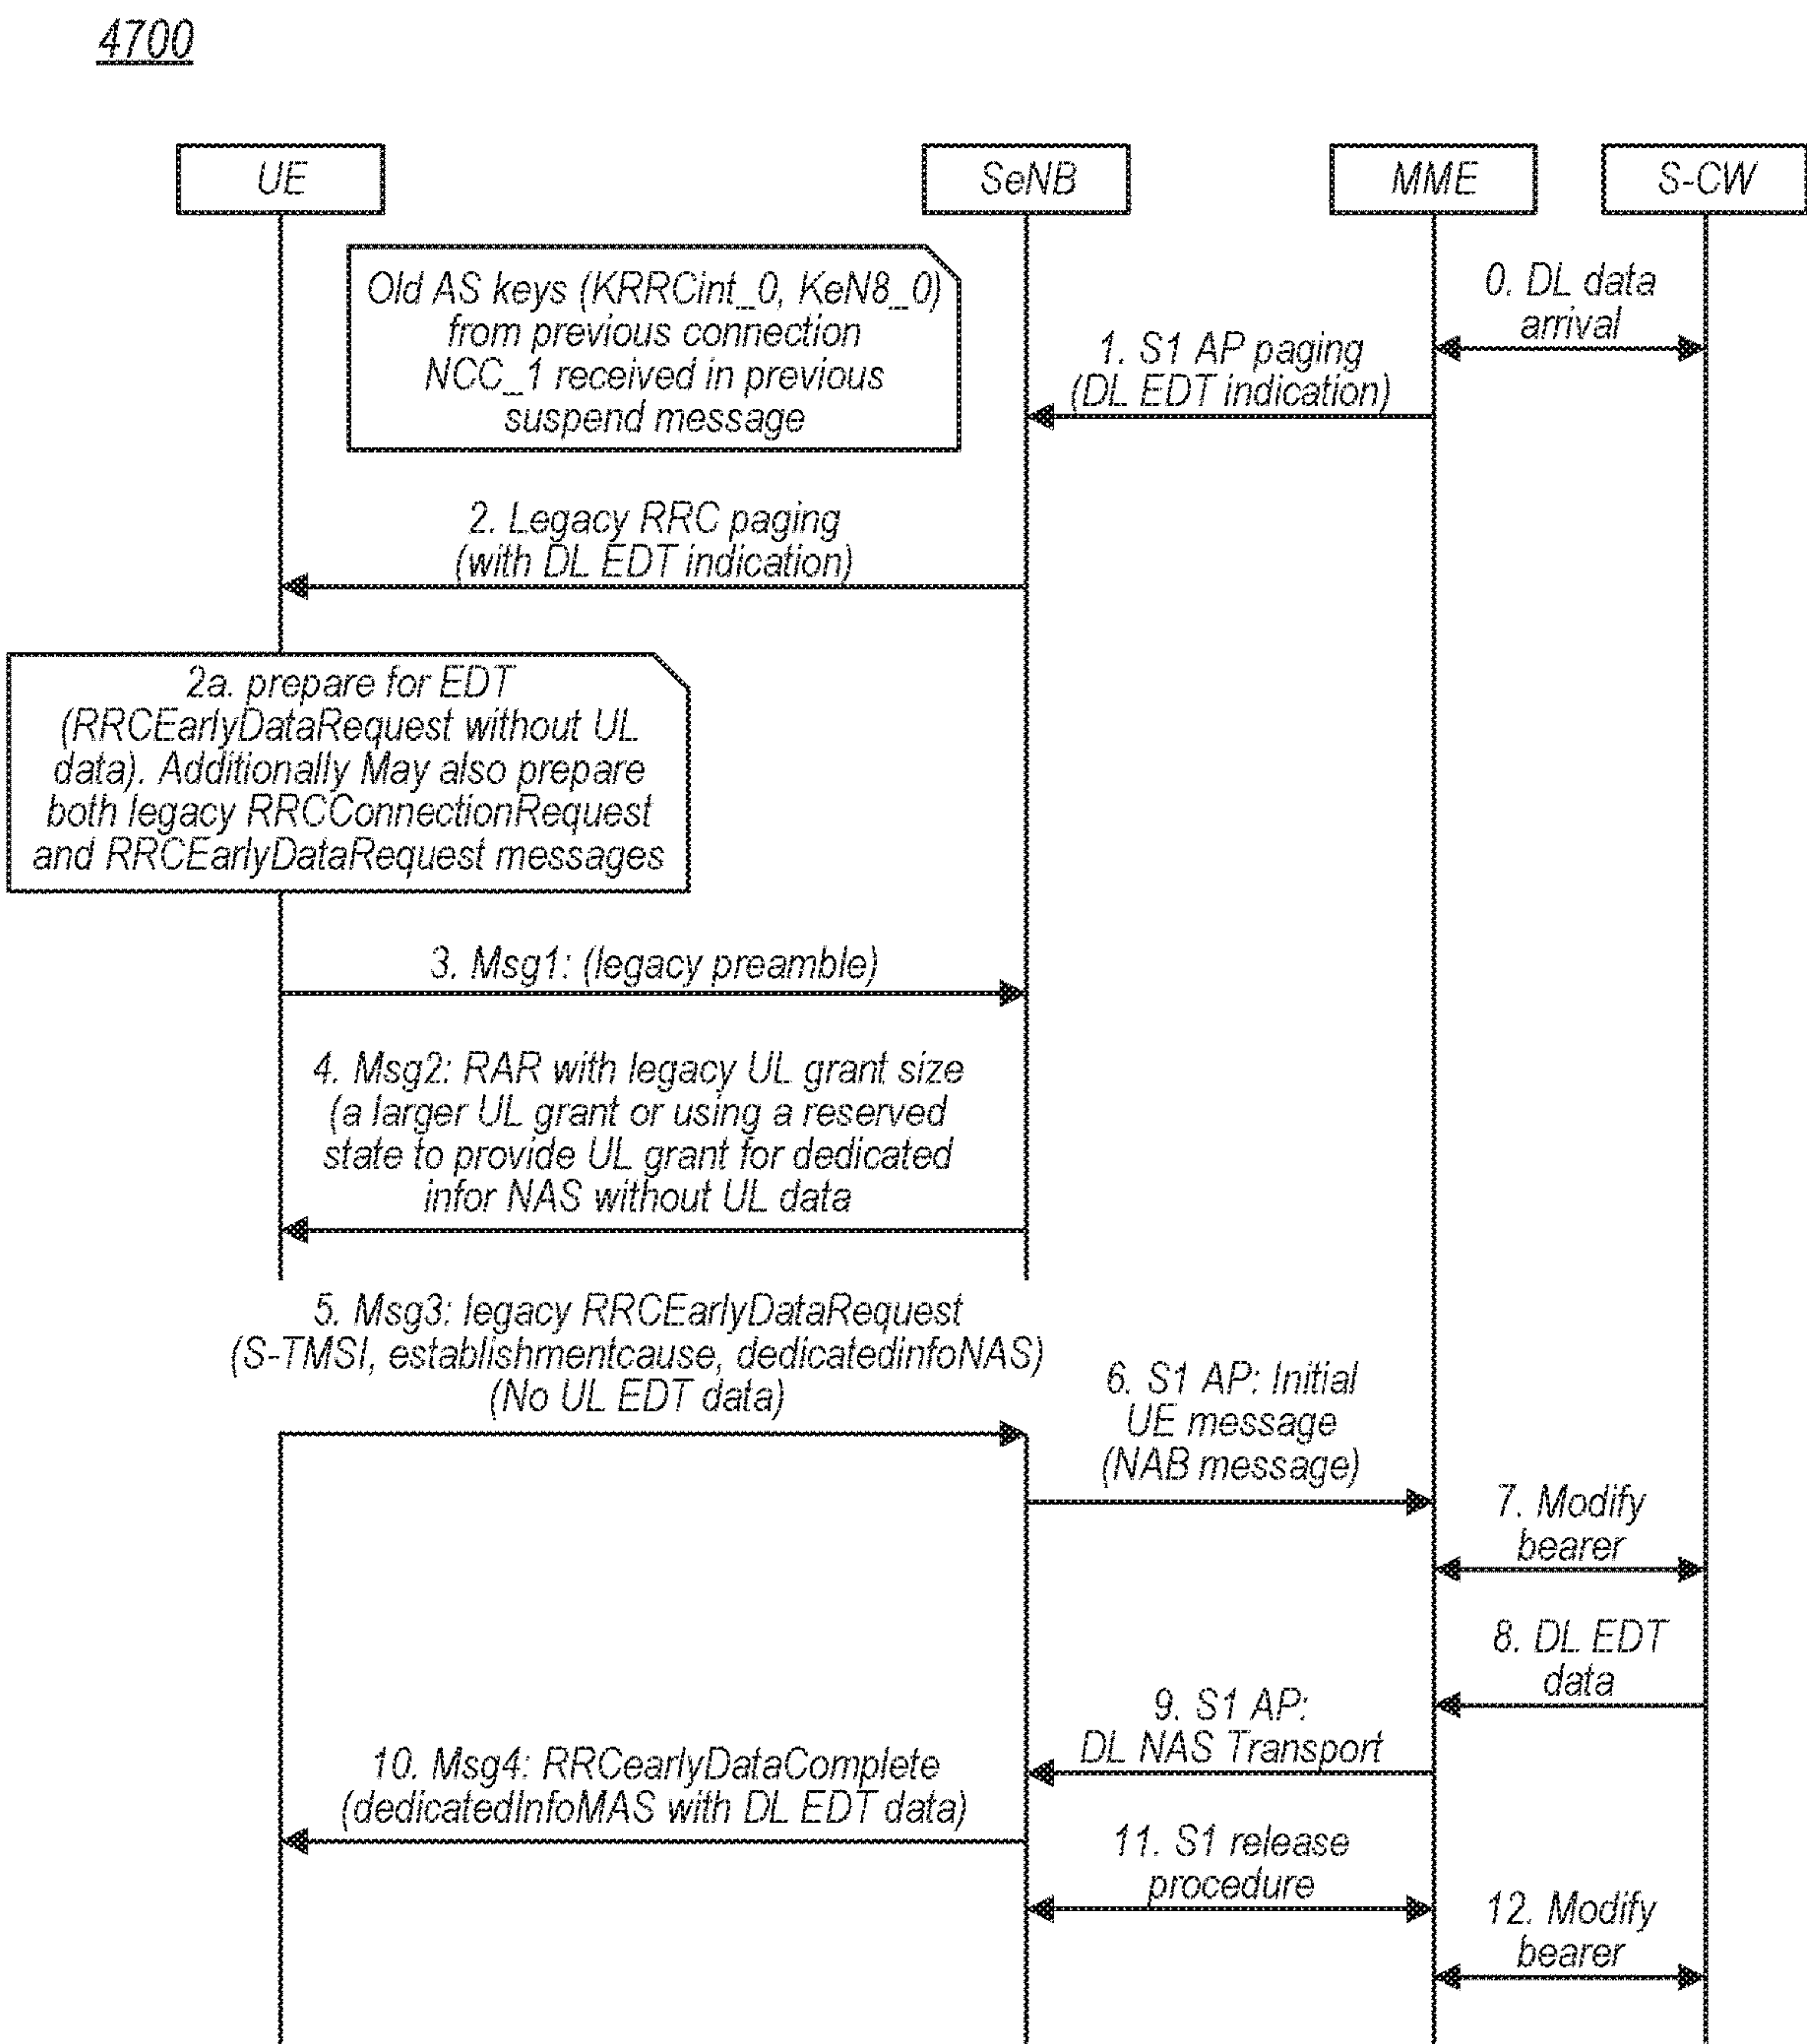 4700
UE
SeNB
MME
S-CW
Old AS keys (KRRCint_0, KeN8_0)
from previous connection
NCC_1 received in previous
suspend message
0. DL data
arrival
1. S1 AP paging
(DL EDT indication)
2. Legacy RRC paging
(with DL EDT indication)
2a. prepare for EDT
(RRCEarlyDataRequest without UL
data). Additionally May also prepare
both legacy RRCConnectionRequest
and RRCEarlyDataRequest messages
3. Msg1: (legacy preamble)
4. Msg2: RAR with legacy UL grant size
(a larger UL grant or using a reserved
state to provide UL grant for dedicated
infor NAS without UL data
5. Msg3: legacy RRCEarlyDataRequest
(S-TMSI, establishmentcause, dedicatedinfoNAS)
(No UL EDT data)
6. S1 AP: Initial
UE message
(NAB message)
7. Modify
bearer
8. DL EDT
data
9. S1 AP:
DL NAS Transport
10. Msg4: RRCearlyDataComplete
(dedicatedInfoMAS with DL EDT data)
11. S1 release
procedure
12. Modify
bearer